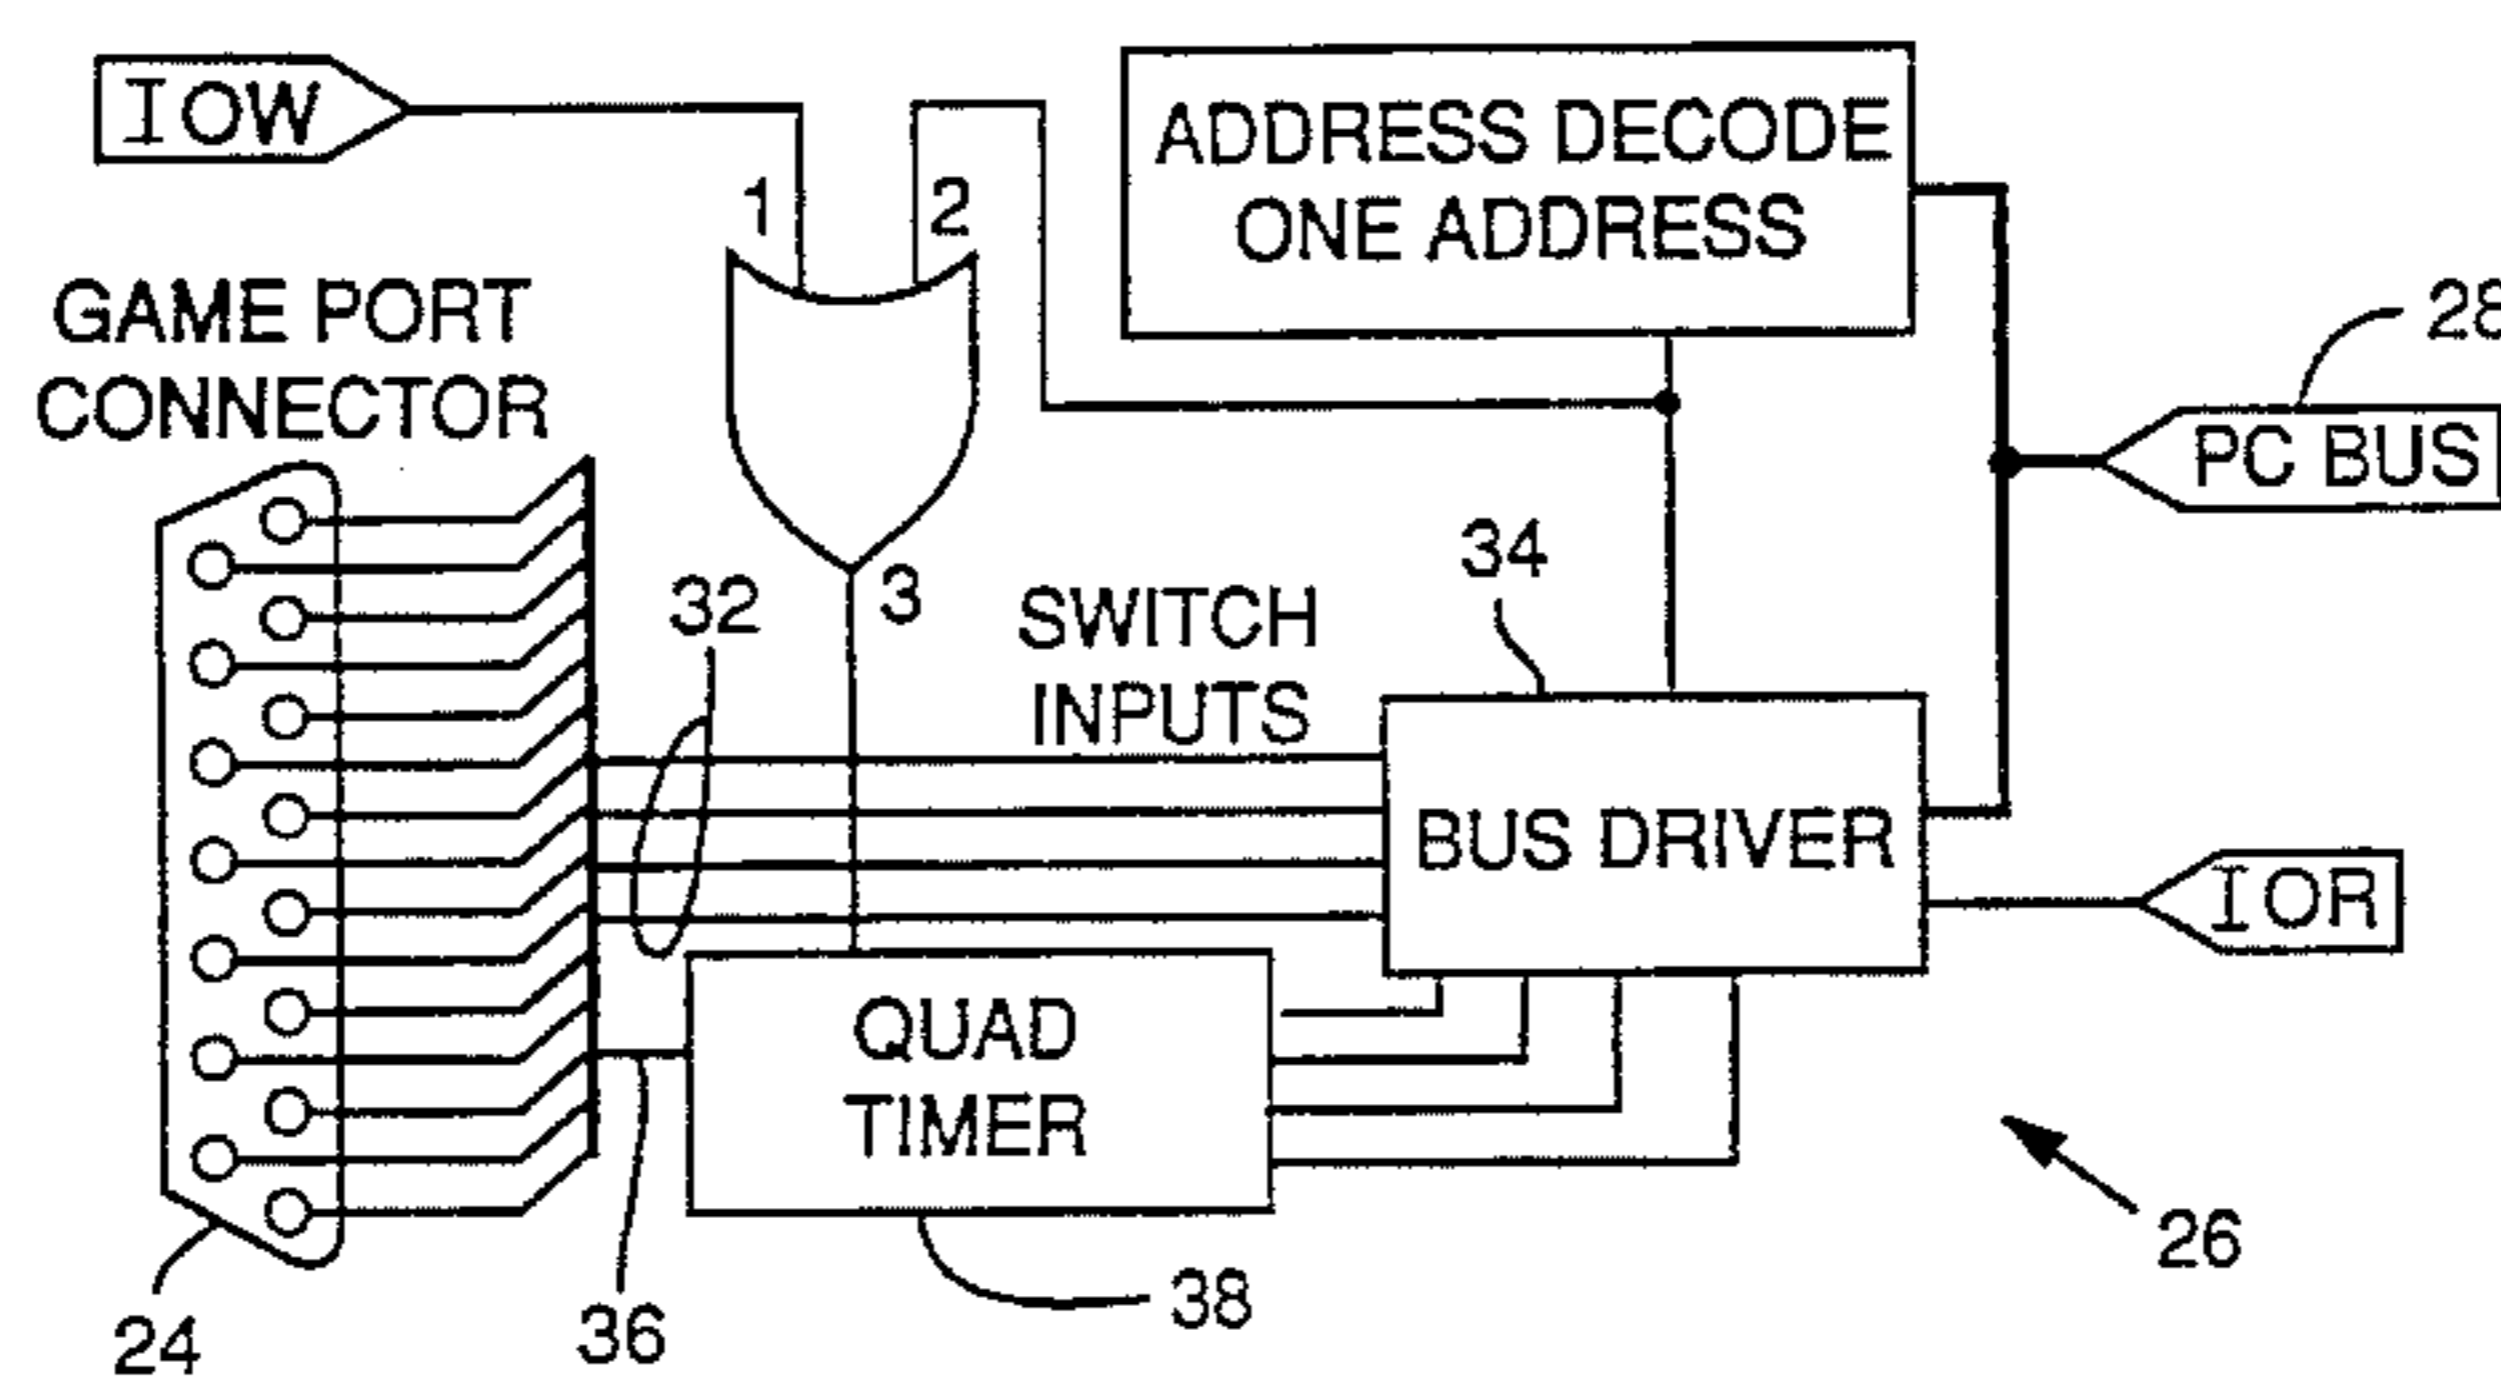 IOW
ADDRESS DECODE
ONE ADDRESS
1
2
GAME PORT
CONNECTOR
28
PC BUS
34
32
3
SWITCH
INPUTS
BUS DRIVER
IOR
QUAD
TIMER
26
38
36
24